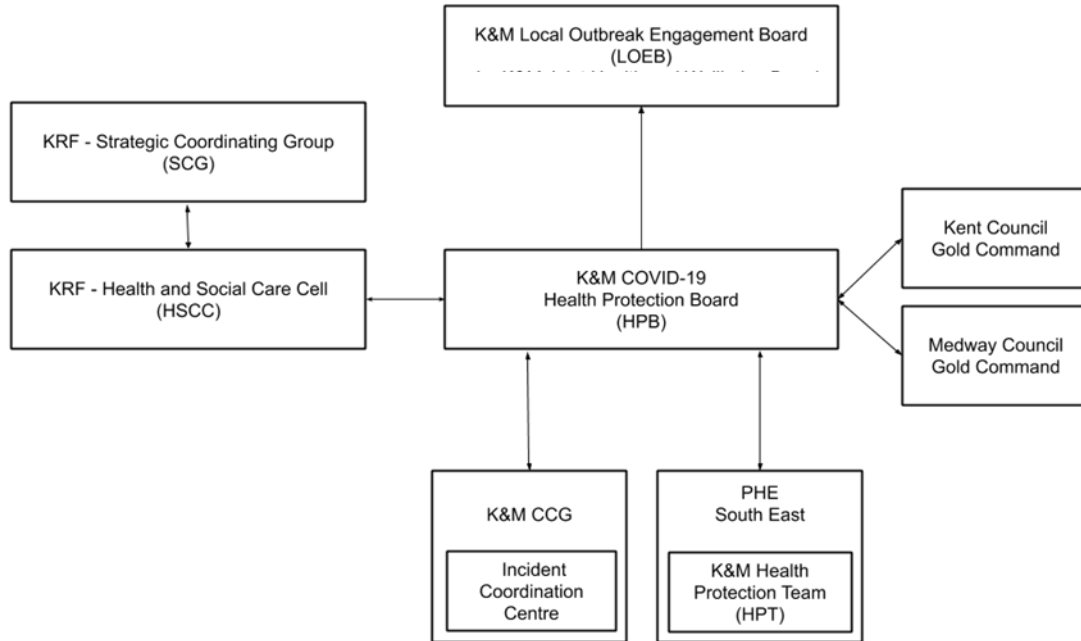 K&M Local Outbreak Engagement Board
(LOEB)
KRF - Strategic Coordinating Group
(SCG)
Kent Council
Gold Command
KRF - Health and Social Care Cell
(HSCC)
K&M COVID-19
Health Protection Board
(HPB)
Medway Council
Gold Command
K&M CCG
Incident
Coordination
Centre
PHE
South East
K&M Health
Protection Team
(HPT)